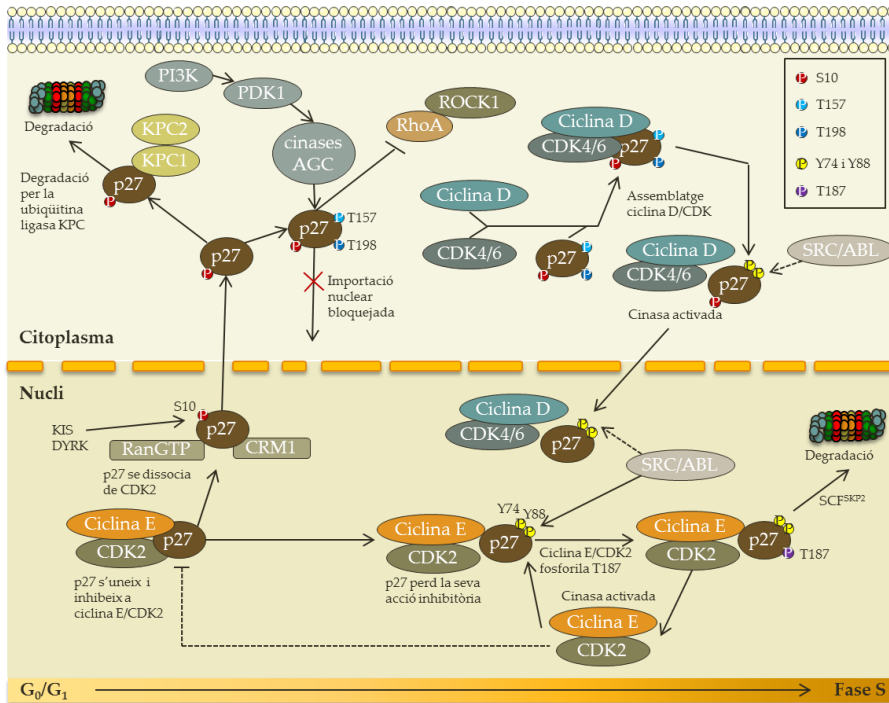 PI3K
PDK1
cinases
AGC
RhoA
ROCK1
Degradació
KPC2
KPC1
p27
P
Degradació
per la
ubiqüitina
ligasa KPC
p27
P
p27
P
P T157
P T198
Importació
nuclear
bloquejada
Ciclina D
CDK4/6
p27
P
P
P
Ciclina D
CDK4/6
p27
P
P
P
Assemblatge
ciclina D/CDK
Ciclina D
CDK4/6
p27
P
P
P
SRC/ABL
Cinasa activada
P S10
P T157
P T198
P Y74 i Y88
P T187
Citoplasma
Nucli
KIS
DYRK
S10 P
p27
RanGTP
CRM1
p27 se dissocia
de CDK2
Ciclina E
CDK2
p27
p27 s'uneix i
inhibeix a
ciclina E/CDK2
Ciclina D
CDK4/6
p27
P
P
SRC/ABL
Ciclina E
CDK2
p27
Y74
Y88
P
P
p27 perd la seva
acció inhibitòria
Ciclina E/CDK2
fosforila T187
Ciclina E
CDK2
p27
P
P
P T187
SCFSKP2
Degradació
Cinasa activada
Ciclina E
CDK2
G0/G1
Fase S